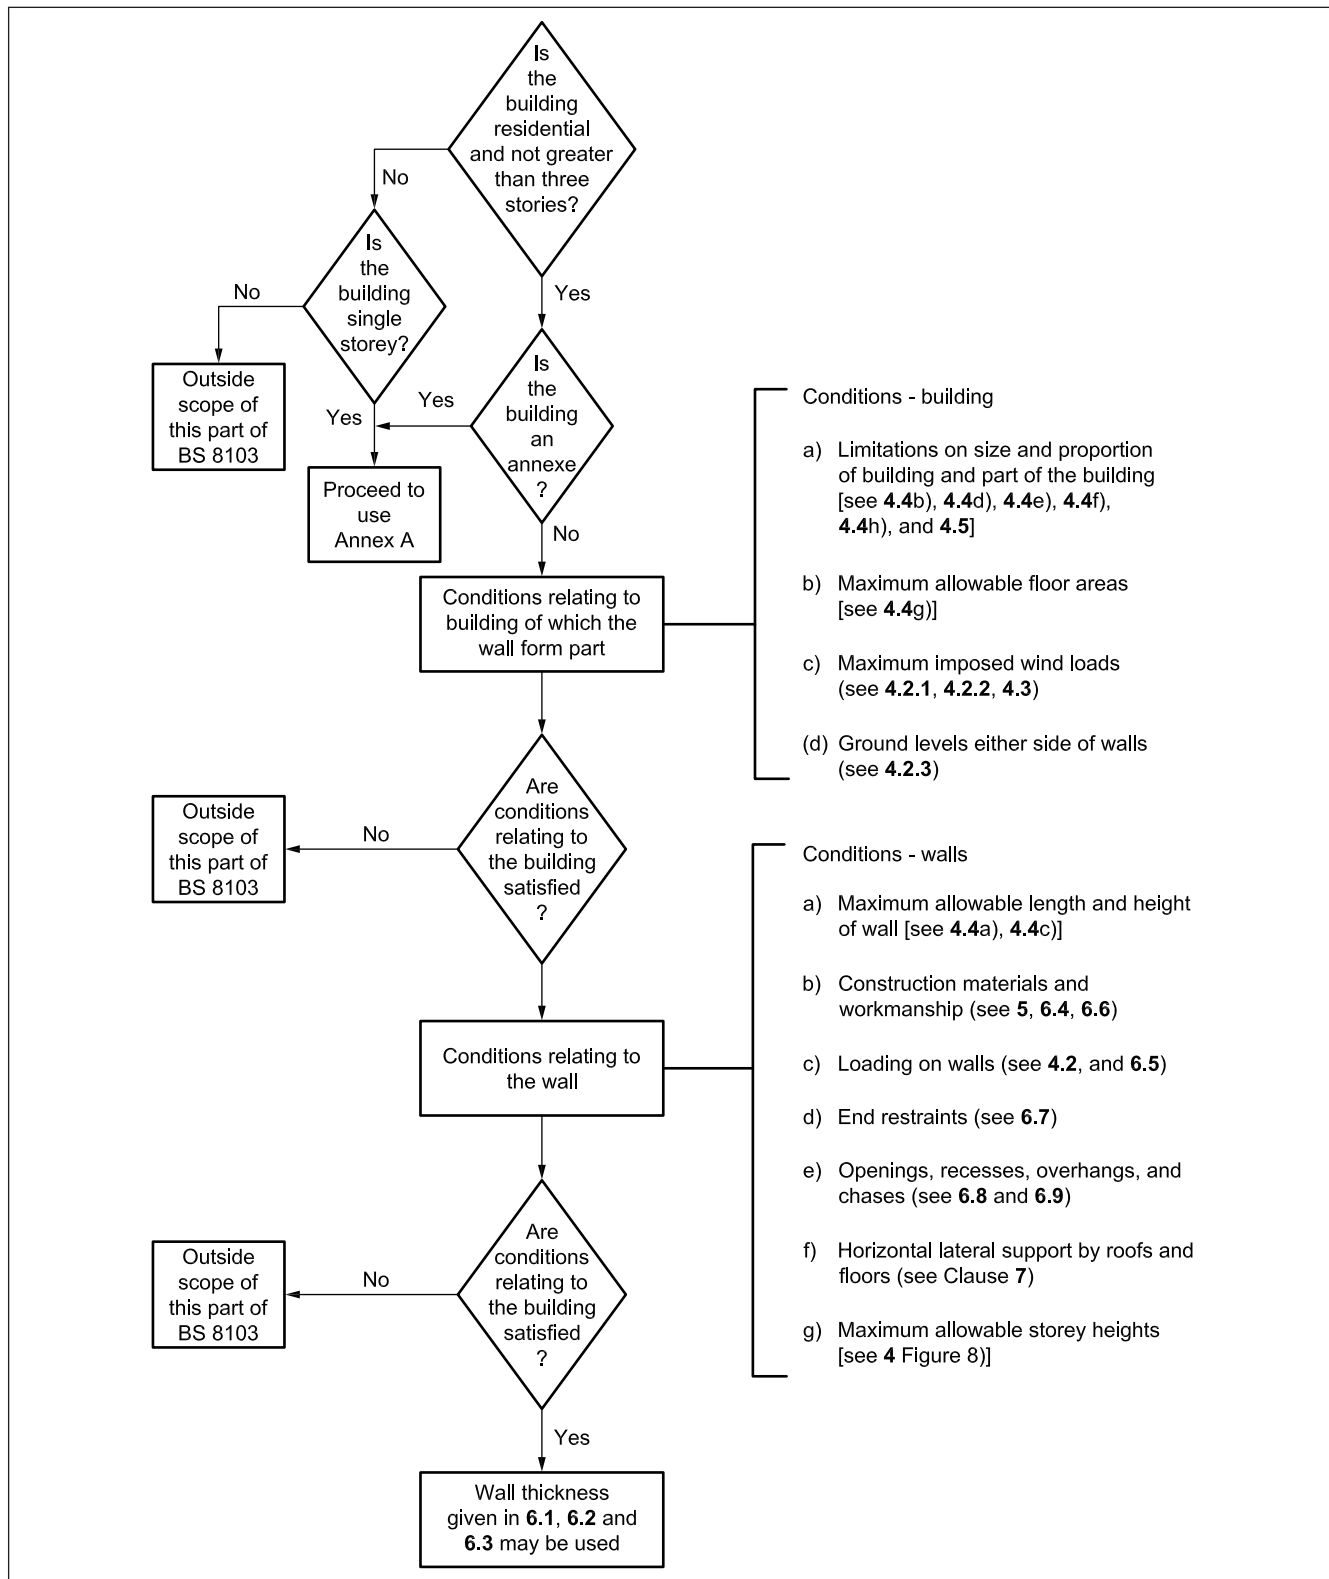 Is
the
building
residential
and not greater
than three
stories?
No
Yes
Is
the
building
single
storey?
No
Outside
scope of
this part of
BS 8103
Yes
Proceed to
use
Annex A
Is
the
building
an
annexe
?
Yes
No
Conditions relating to
building of which the
wall form part
Conditions - building
a) Limitations on size and proportion
of building and part of the building
[see 4.4b), 4.4d), 4.4e), 4.4f),
4.4h), and 4.5]
b) Maximum allowable floor areas
[see 4.4g)]
c) Maximum imposed wind loads
(see 4.2.1, 4.2.2, 4.3)
(d) Ground levels either side of walls
(see 4.2.3)
Are
conditions
relating to
the building
satisfied
?
No
Outside
scope of
this part of
BS 8103
Conditions relating to
the wall
Conditions - walls
a) Maximum allowable length and height
of wall [see 4.4a), 4.4c)]
b) Construction materials and
workmanship (see 5, 6.4, 6.6)
c) Loading on walls (see 4.2, and 6.5)
d) End restraints (see 6.7)
e) Openings, recesses, overhangs, and
chases (see 6.8 and 6.9)
f) Horizontal lateral support by roofs and
floors (see Clause 7)
g) Maximum allowable storey heights
[see 4 Figure 8)]
Are
conditions
relating to
the building
satisfied
?
No
Outside
scope of
this part of
BS 8103
Yes
Wall thickness
given in 6.1, 6.2 and
6.3 may be used